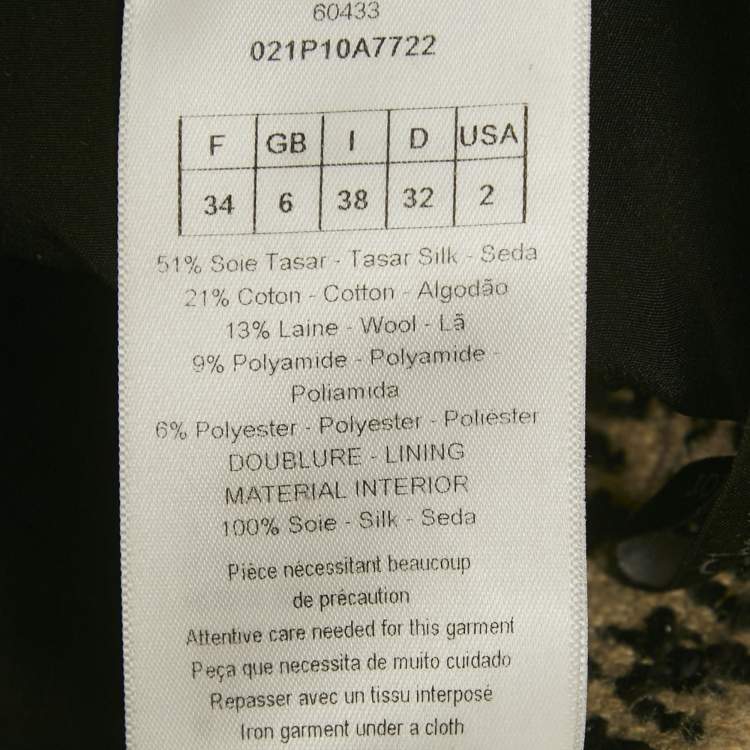 60433
021P10A7722
F GB I D USA
34 6 38 32 2
51% Soie Tasar - Tasar Silk - Seda
21% Coton - Cotton - Algodão
13% Laine - Wool - Lã
9% Polyamide - Polyamide -
Poliamida
6% Polyester - Polyester - Poliéster
DOUBLURE - LINING
MATERIAL INTERIOR
100% Soie - Silk - Seda
Pièce nécessitant beaucoup
de précaution
Attentive care needed for this garment
Peça que necessita de muito cuidado
Repasser avec un tissu interposé
Iron garment under a cloth